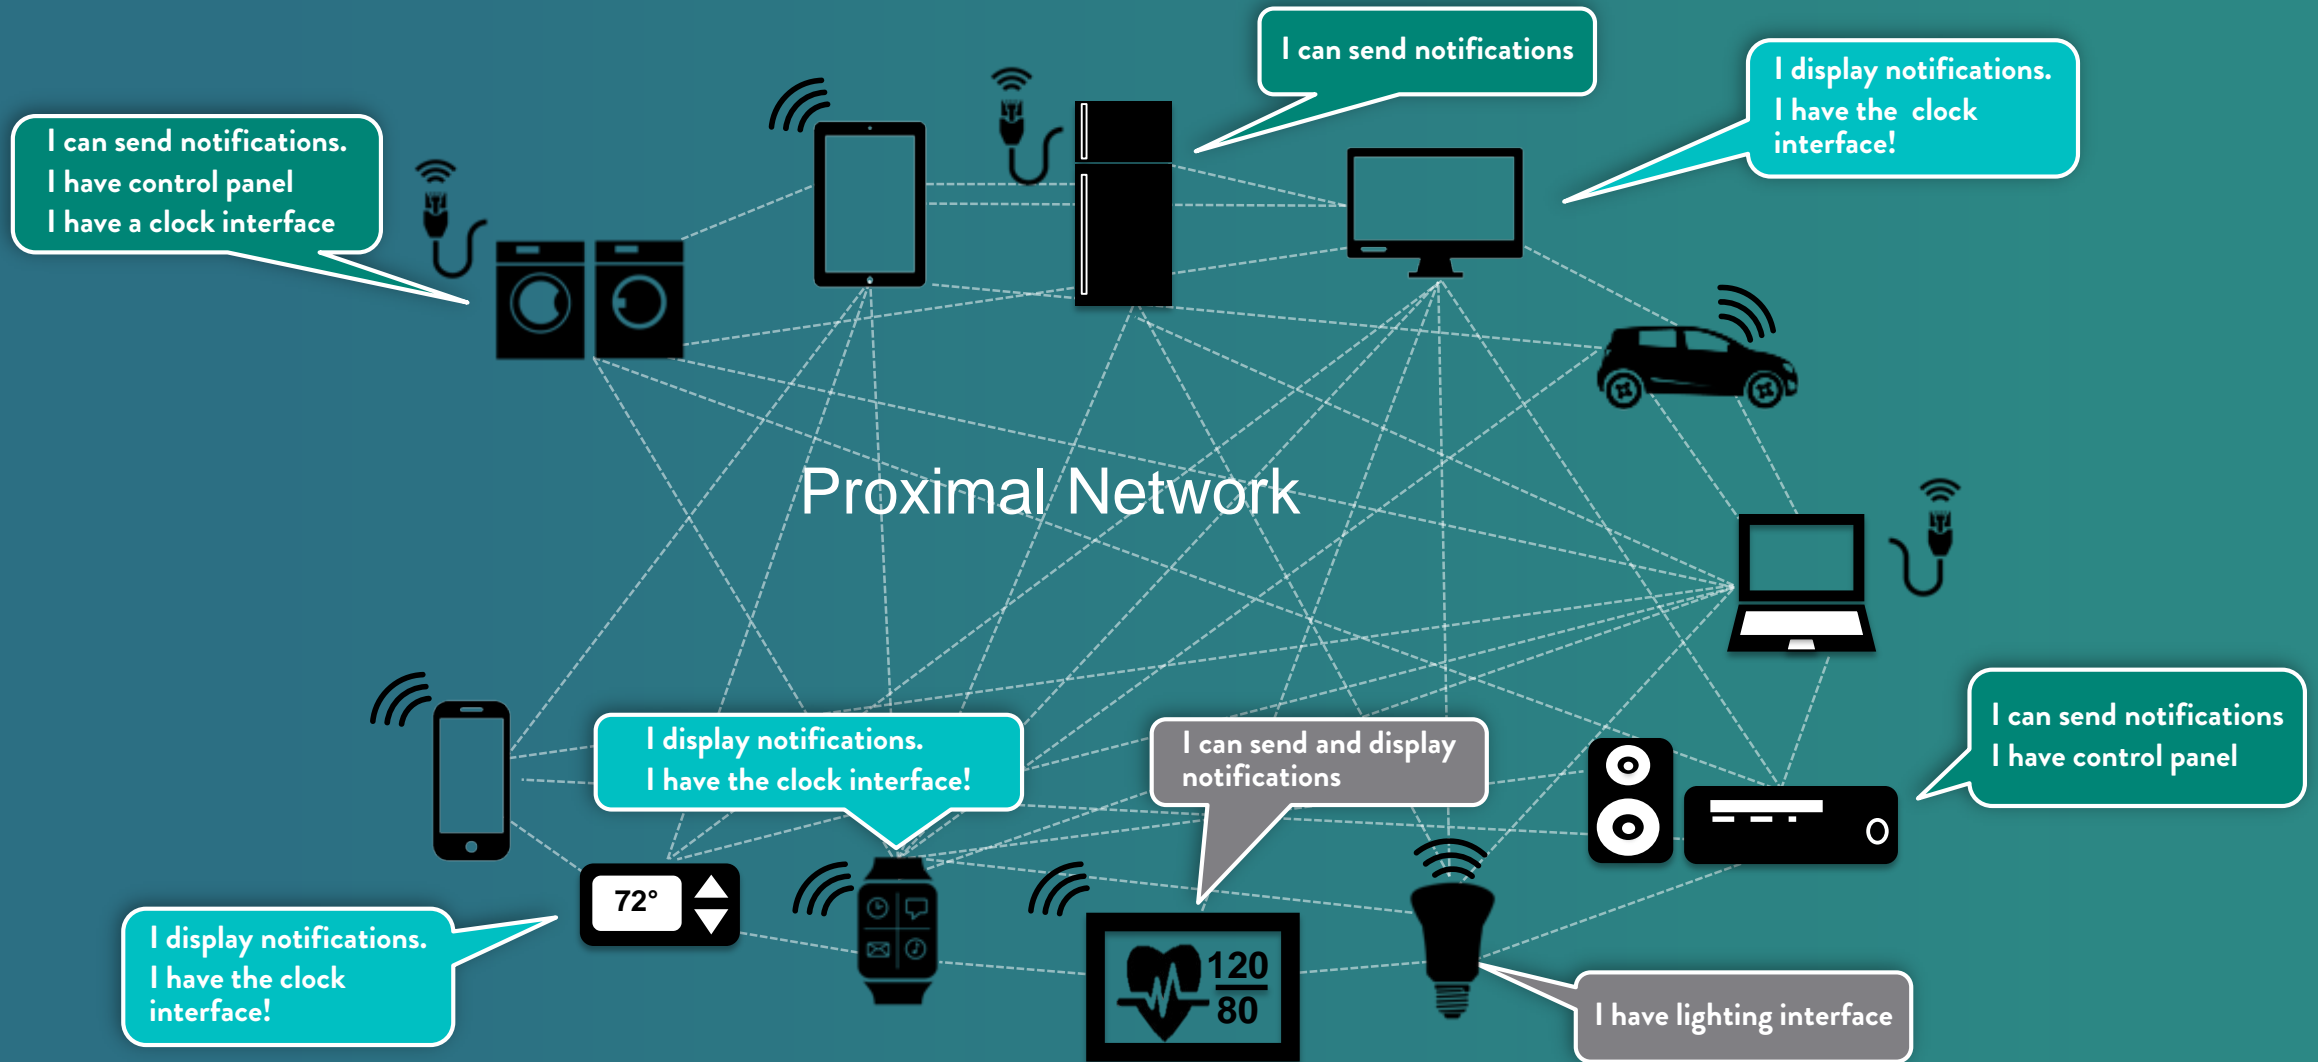 I can send notifications
I display notifications.
I have the clock
interface!
I can send notifications.
I have control panel
I have a clock interface
Proximal Network
I can send notifications
I have control panel
I display notifications.
I have the clock interface!
I can send and display
notifications
72°
I display notifications.
I have the clock
interface!
120
80
I have lighting interface